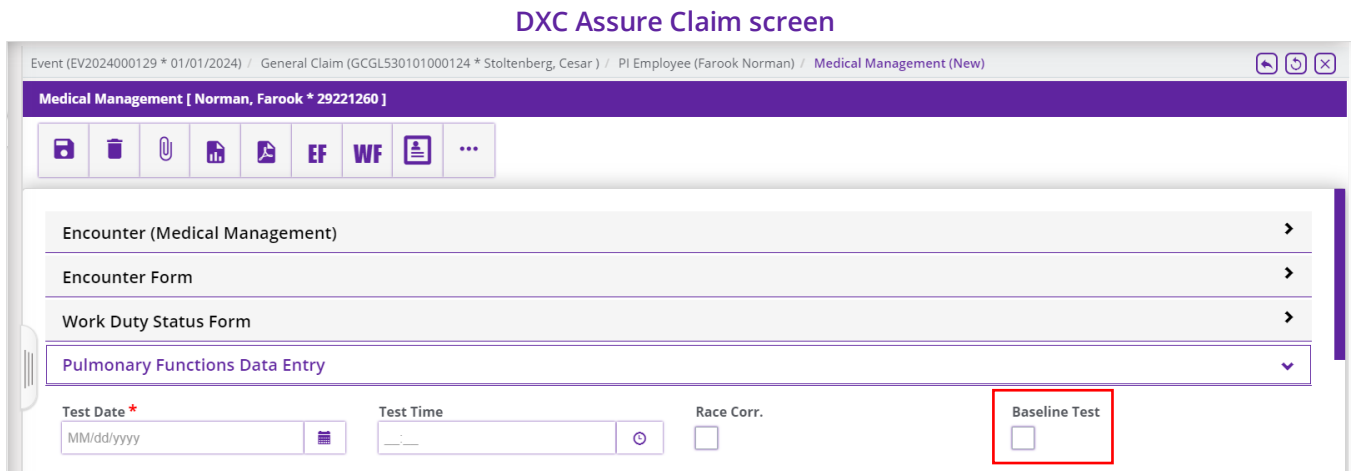 DXC Assure Claim screen
Event (EV2024000129 * 01/01/2024) / General Claim (GCGL530101000124 * Stoltenberg, Cesar ) / PI Employee (Farook Norman) / Medical Management (New)
Medical Management [ Norman, Farook * 29221260 ]
EF WF
Encounter (Medical Management)
Encounter Form
Work Duty Status Form
Pulmonary Functions Data Entry
Test Date * Test Time Race Corr. Baseline Test
MM/dd/yyyy __:__